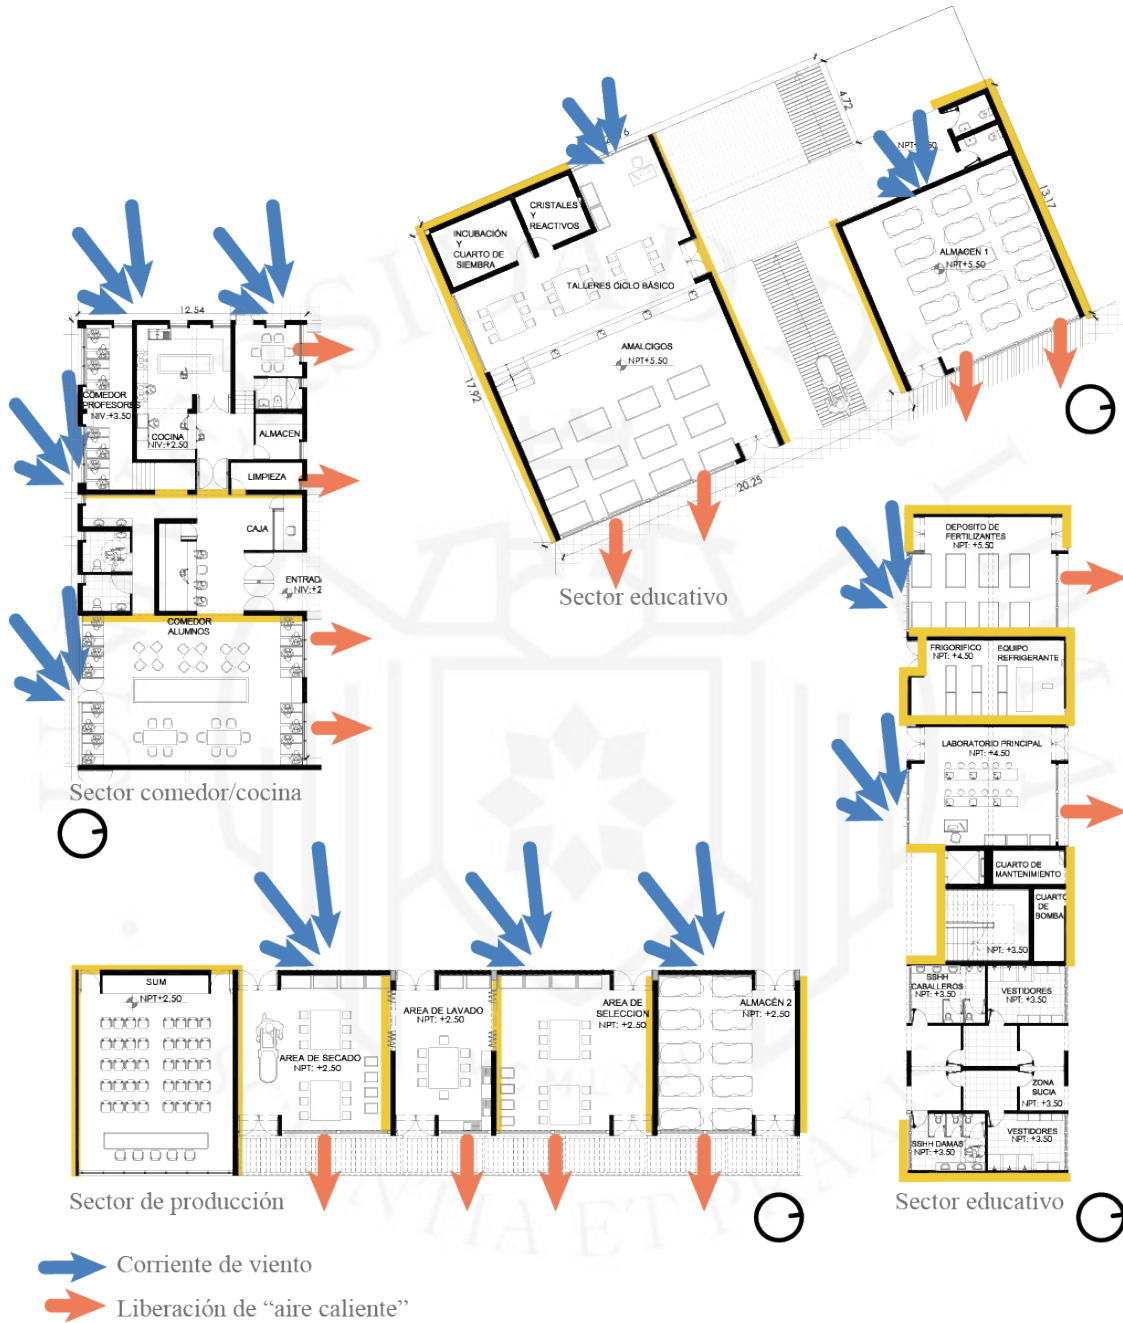 4.72
13.17
NPT+5.50
CRISTALES
Y
REACTIVOS
INCUBACIÓN
Y
CUARTO DE
SIEMBRA
TALLERES CICLO BÁSICO
ALMACEN 1
NPT+5.50
AMALCIGOS
NPT+5.50
17.92
20.25
Sector educativo
12.54
COMEDOR
PROFESORES
NIV:+3.50
COCINA
NIV:+2.50
ALMACEN
LIMPIEZA
CAJA
ENTRADA
NIV:+2
COMEDOR
ALUMNOS
Sector comedor/cocina
DEPOSITO DE
FERTILIZANTES
NPT: +5.50
FRIGORIFICO
NPT: +4.50
EQUIPO
REFRIGERANTE
LABORATORIO PRINCIPAL
NPT: +4.50
CUARTO DE
MANTENIMIENTO
CUARTO
DE
BOMBA
NPT: +3.50
SSHH
CABALLEROS
NPT: +3.50
VESTIDORES
NPT: +3.50
ZONA
SUCIA
NPT: +3.50
SSHH DAMAS
NPT: +3.50
VESTIDORES
NPT: +3.50
Sector educativo
SUM
NPT+2.50
AREA DE SECADO
NPT: +2.50
AREA DE LAVADO
NPT: +2.50
AREA DE
SELECCION
NPT: +2.50
ALMACÉN 2
NPT: +2.50
Sector de producción
Corriente de viento
Liberación de “aire caliente”